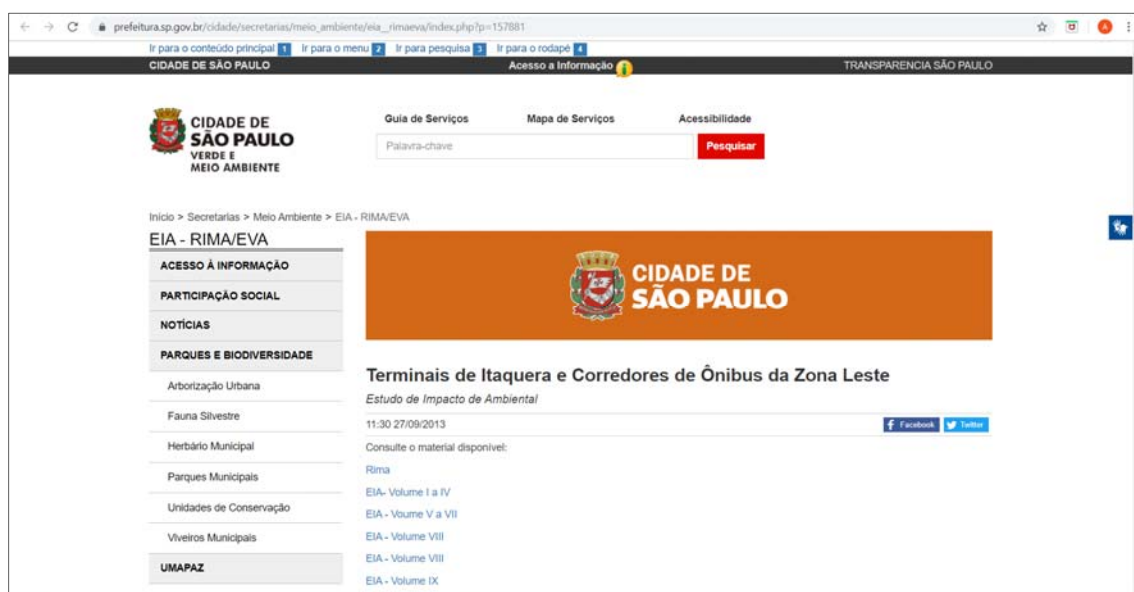 prefeitura.sp.gov.br/cidade/secretarias/meio_ambiente/eia__rimaeva/index.php?p=157881
Ir para o conteúdo principal 1 Ir para o menu 2 Ir para pesquisa 3 Ir para o rodapé 4
CIDADE DE SÃO PAULO Acesso a Informação TRANSPARENCIA SÃO PAULO
CIDADE DE
SÃO PAULO
VERDE E
MEIO AMBIENTE
Guia de Serviços Mapa de Serviços Acessibilidade
Palavra-chave Pesquisar
Início > Secretarias > Meio Ambiente > EIA - RIMA/EVA
EIA - RIMA/EVA
ACESSO À INFORMAÇÃO
PARTICIPAÇÃO SOCIAL
NOTÍCIAS
PARQUES E BIODIVERSIDADE
Arborização Urbana
Fauna Silvestre
Herbário Municipal
Parques Municipais
Unidades de Conservação
Viveiros Municipais
UMAPAZ
CIDADE DE
SÃO PAULO
Terminais de Itaquera e Corredores de Ônibus da Zona Leste
Estudo de Impacto de Ambiental
11:30 27/09/2013 Facebook Twitter
Consulte o material disponível:
Rima
EIA- Volume I a IV
EIA - Voume V a VII
EIA - Volume VIII
EIA - Volume VIII
EIA - Volume IX